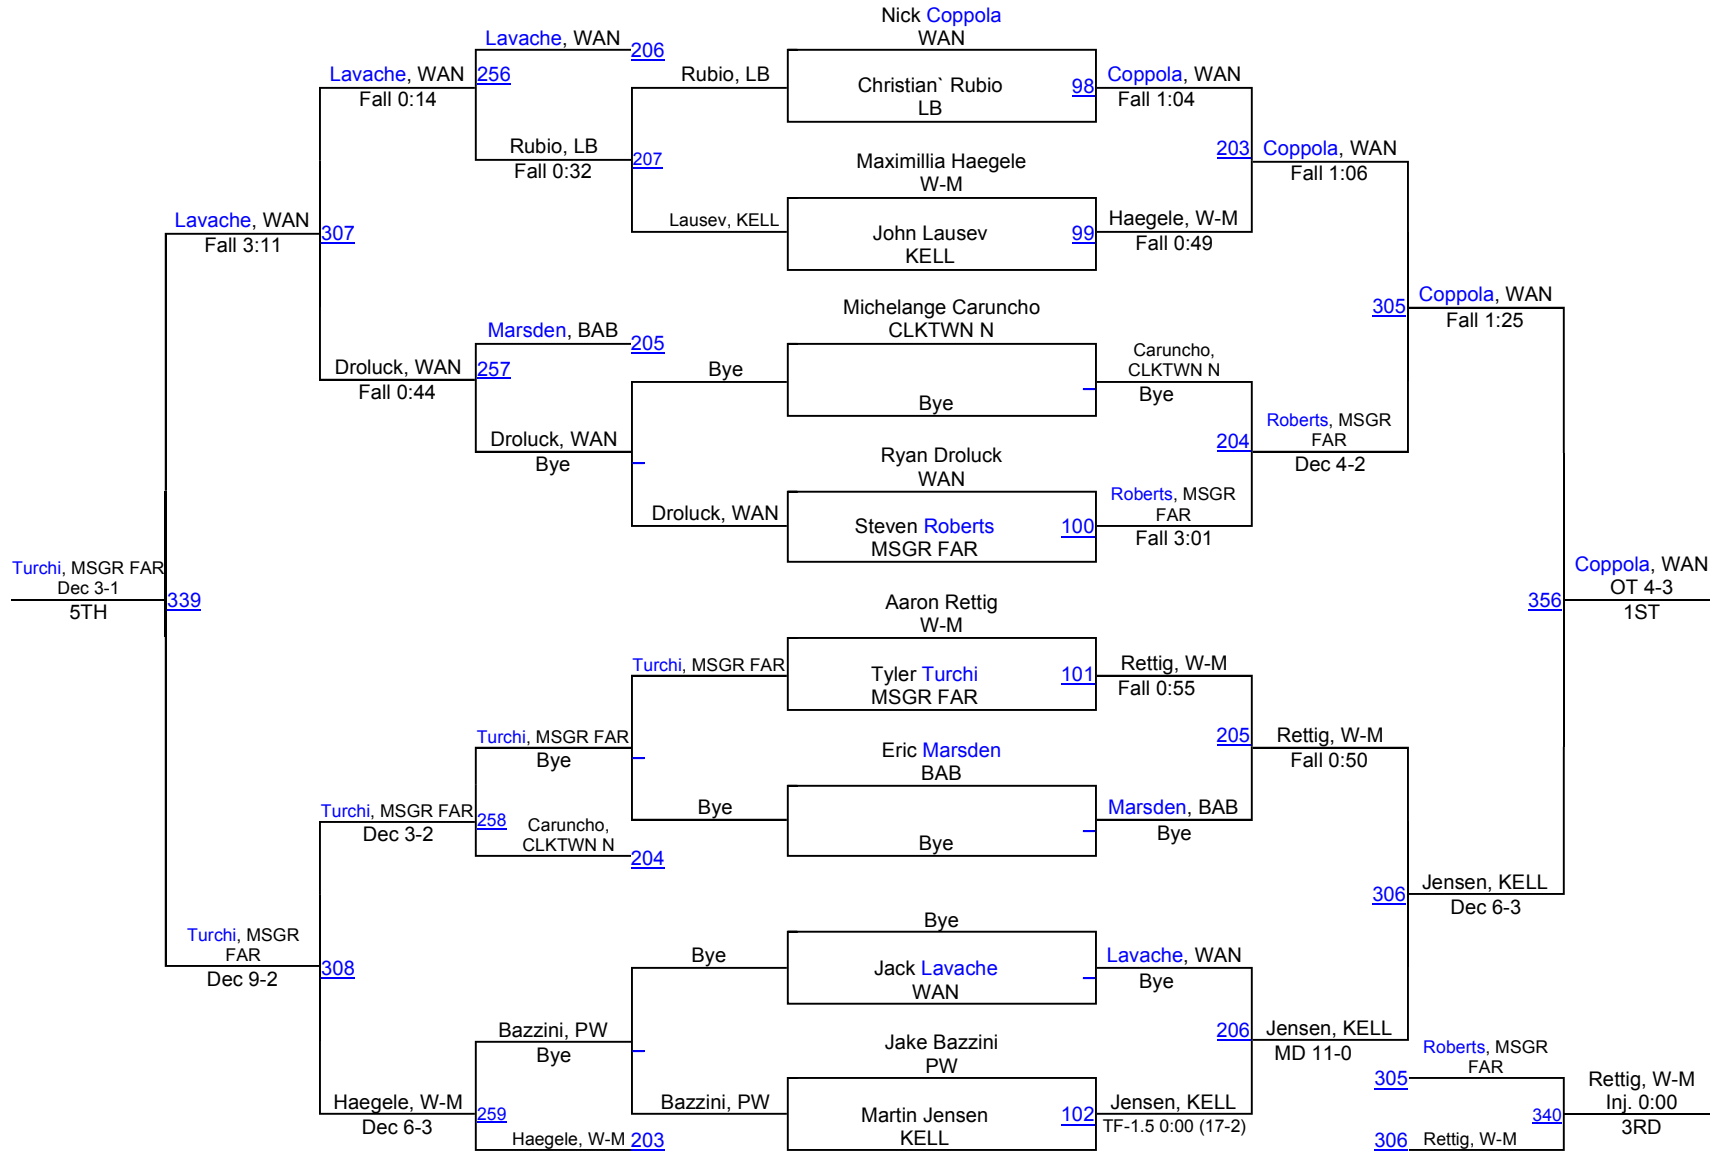 Nick Coppola
WAN
Christian` Rubio
LB
Maximillia Haegele
W-M
John Lausev
KELL
Michelange Caruncho
CLKTWN N
Bye
Ryan Droluck
WAN
Steven Roberts
MSGR FAR
Aaron Rettig
W-M
Tyler Turchi
MSGR FAR
Eric Marsden
BAB
Bye
Bye
Jack Lavache
WAN
Jake Bazzini
PW
Martin Jensen
KELL
98
99
100
101
102
Coppola, WAN
Fall 1:04
Haegele, W-M
Fall 0:49
Caruncho,
CLKTWN N
Bye
Roberts, MSGR
FAR
Fall 3:01
Rettig, W-M
Fall 0:55
Marsden, BAB
Bye
Lavache, WAN
Bye
Jensen, KELL
TF-1.5 0:00 (17-2)
203
Coppola, WAN
Fall 1:06
204
Roberts, MSGR
FAR
Dec 4-2
205
Rettig, W-M
Fall 0:50
206
Jensen, KELL
MD 11-0
305
Coppola, WAN
Fall 1:25
306
Jensen, KELL
Dec 6-3
356
Coppola, WAN
OT 4-3
1ST
Roberts, MSGR
FAR
305
306
Rettig, W-M
340
Rettig, W-M
Inj. 0:00
3RD
Rubio, LB
Lausev, KELL
Bye
Droluck, WAN
Turchi, MSGR FAR
Bye
Bye
Bazzini, PW
Lavache, WAN
206
Rubio, LB
Fall 0:32
207
Marsden, BAB
205
Droluck, WAN
Bye
Turchi, MSGR FAR
Bye
Caruncho,
CLKTWN N
204
Bazzini, PW
Bye
Haegele, W-M
203
Lavache, WAN
Fall 0:14
256
Droluck, WAN
Fall 0:44
257
Turchi, MSGR FAR
Dec 3-2
258
Haegele, W-M
Dec 6-3
259
Lavache, WAN
Fall 3:11
307
Turchi, MSGR
FAR
Dec 9-2
308
Turchi, MSGR FAR
Dec 3-1
5TH
339